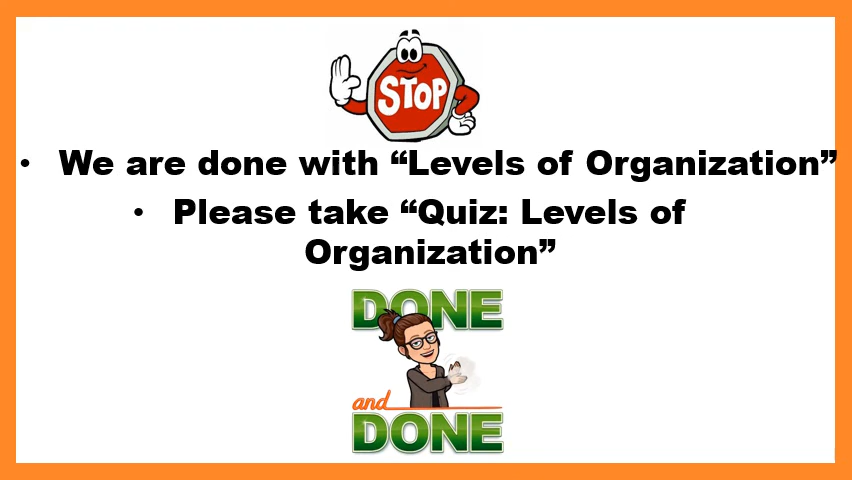 STOP
• We are done with “Levels of Organization”
• Please take “Quiz: Levels of
Organization”
DONE
and
DONE